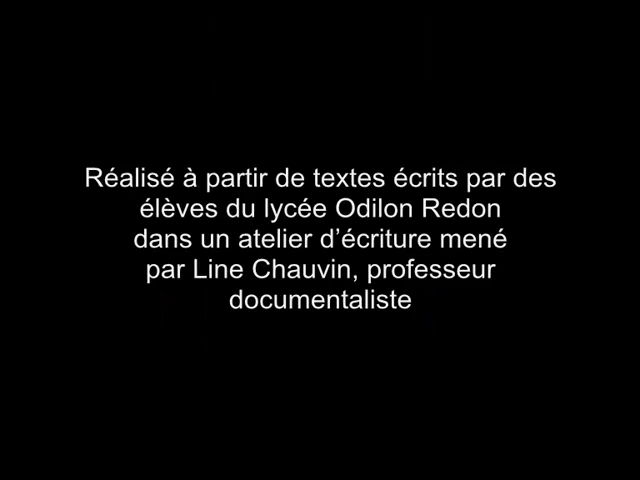 Réalisé à partir de textes écrits par des
élèves du lycée Odilon Redon
dans un atelier d’écriture mené
par Line Chauvin, professeur
documentaliste